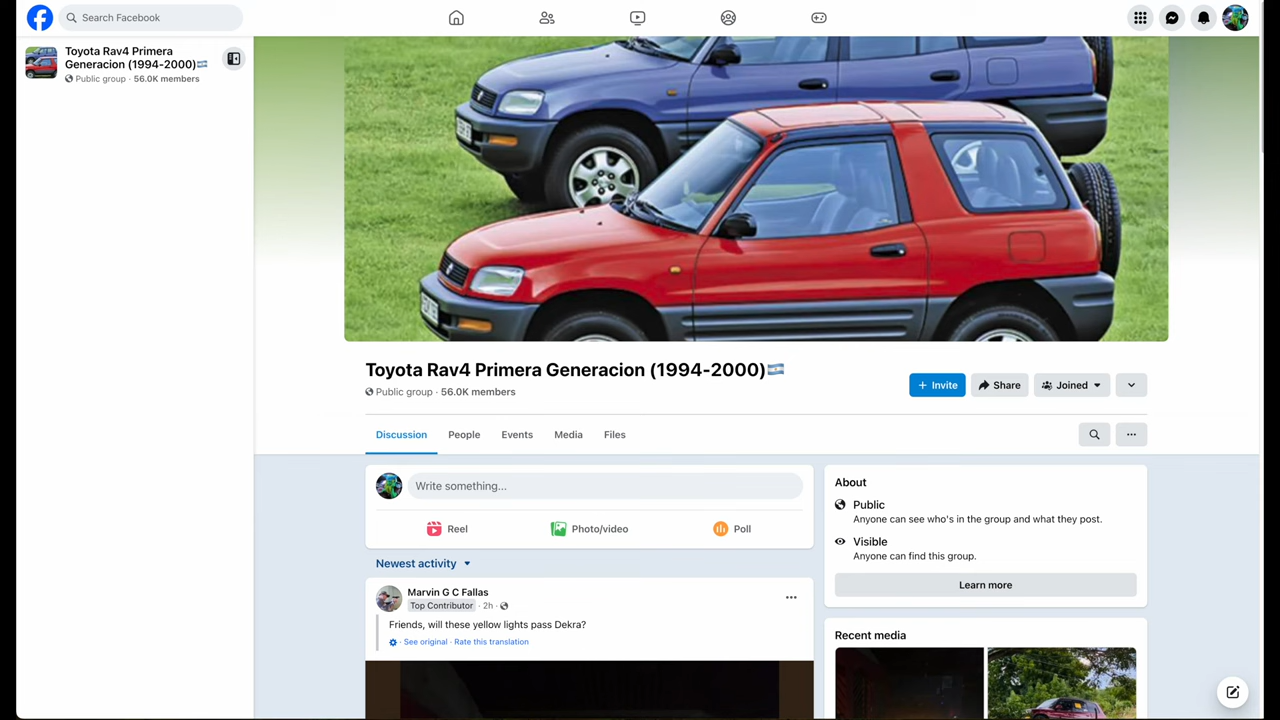 Search Facebook
Toyota Rav4 Primera
Generacion (1994-2000)🇦🇷
Public group · 56.0K members
Toyota Rav4 Primera Generacion (1994-2000)🇦🇷
Public group · 56.0K members
+ Invite
Share
Joined
Discussion
People
Events
Media
Files
Write something...
Reel
Photo/video
Poll
Newest activity
Marvin G C Fallas
Top Contributor · 2h ·
Friends, will these yellow lights pass Dekra?
· See original · Rate this translation
About
Public
Anyone can see who's in the group and what they post.
Visible
Anyone can find this group.
Learn more
Recent media